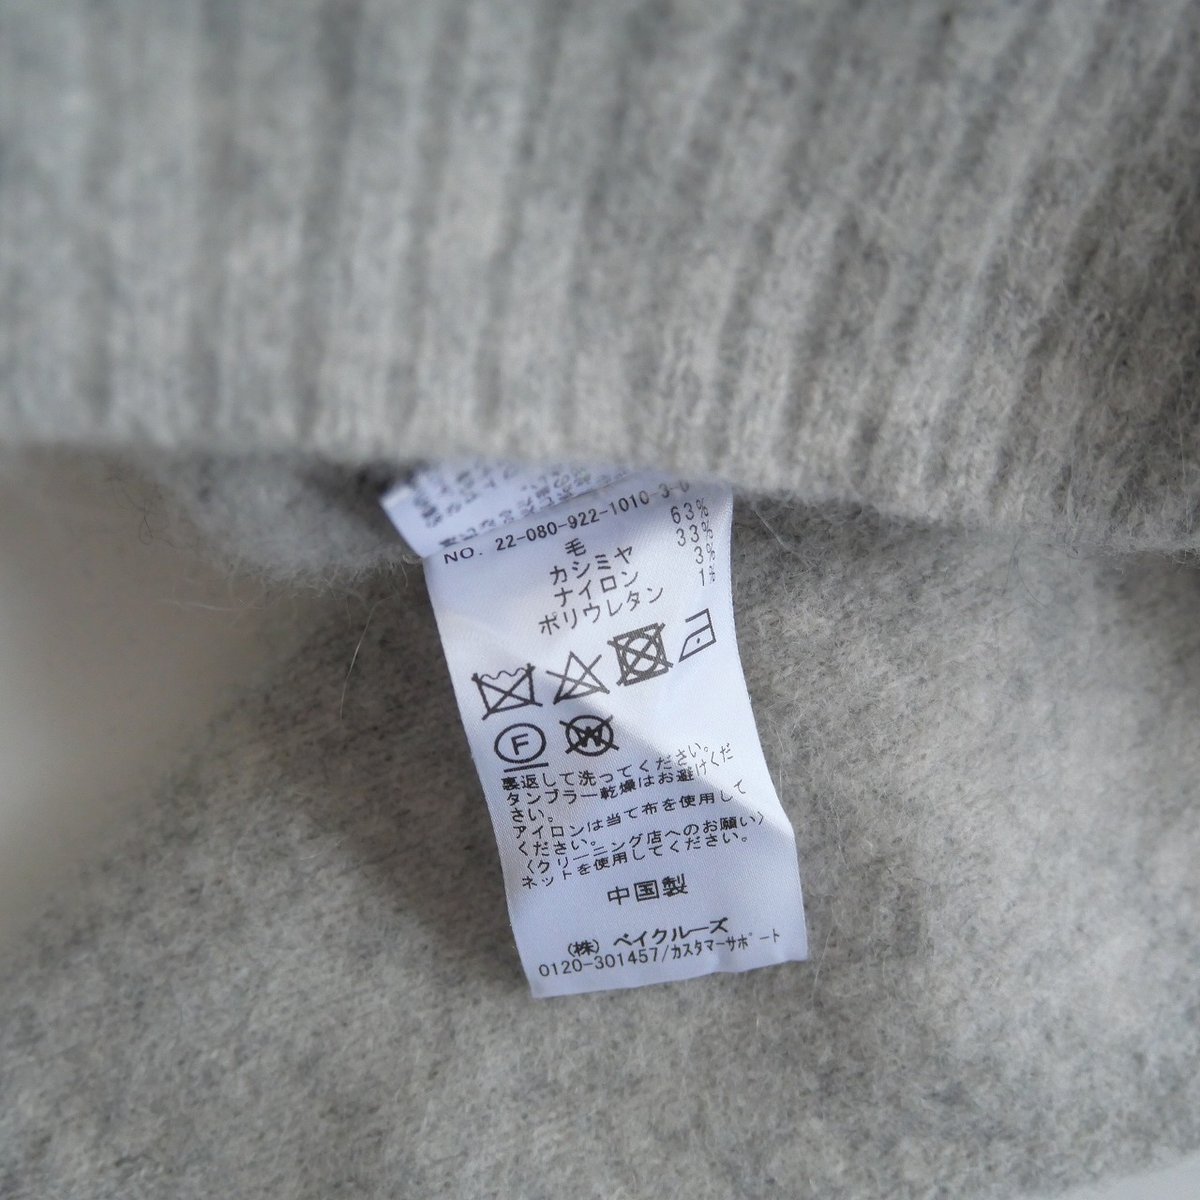 NO. 22-080-922-1010-3-0
毛 63%
カシミヤ 33%
ナイロン 3%
ポリウレタン 1%
F
W
裏返して洗ってください。
タンブラー乾燥はお避けくだ
さい。
アイロンは当て布を使用して
ください。
〈クリーニング店へのお願い〉
ネットを使用してください。
中国製
(株) ベイクルーズ
0120-301457/カスタマーサポート